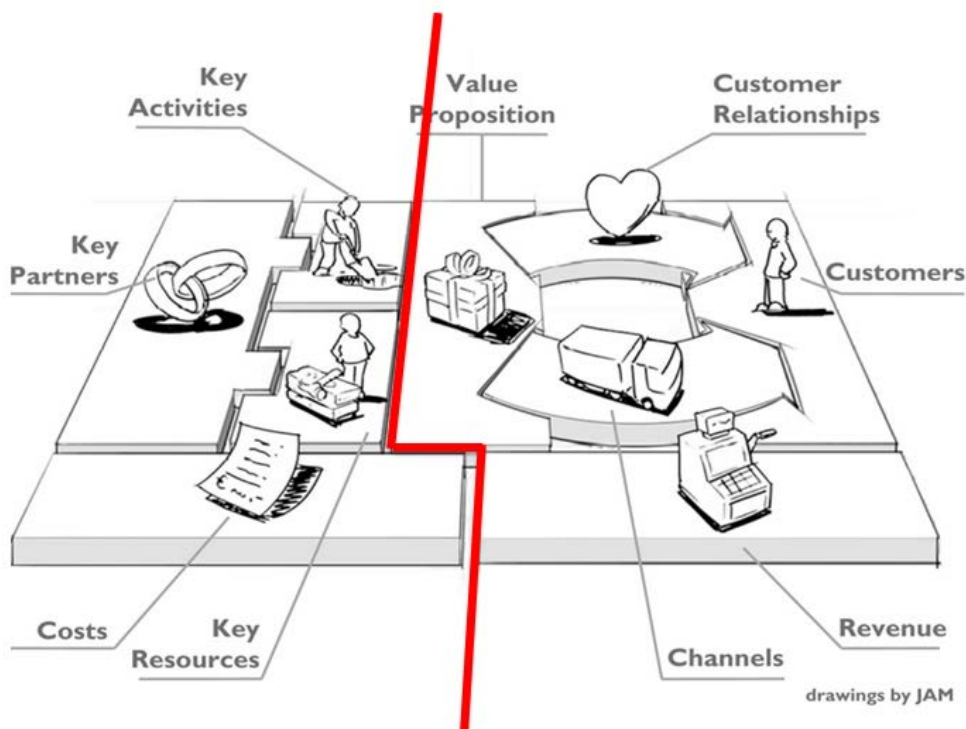 Key
Activities
Value
Proposition
Customer
Relationships
Key
Partners
Customers
Costs
Key
Resources
Channels
Revenue
drawings by JAM